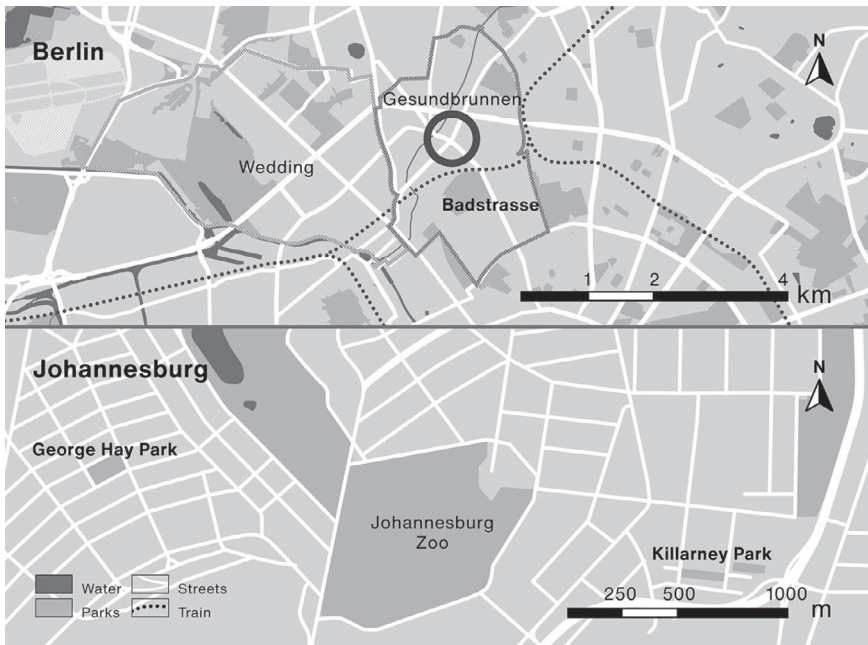 Berlin
N
Gesundbrunnen
Wedding
Badstrasse
1 2 4
km
Johannesburg
N
George Hay Park
Johannesburg
Zoo
Killarney Park
Water Streets
Parks Train
250 500 1000
m